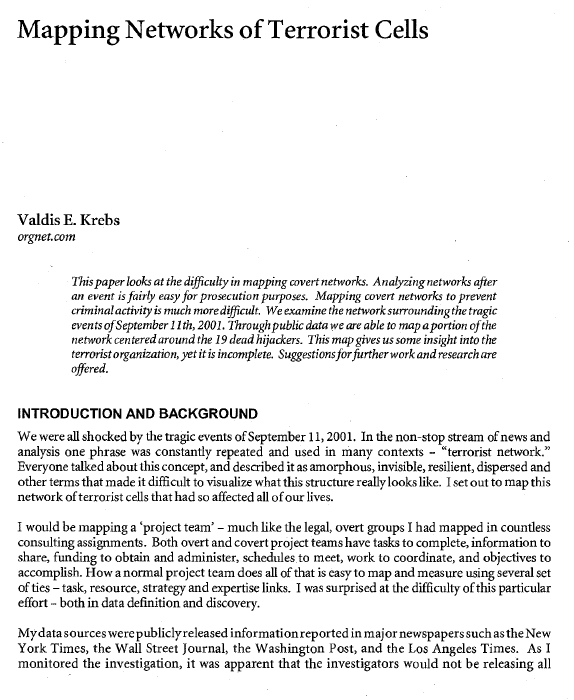 Mapping Networks of Terrorist Cells
Valdis E. Krebs
orgnet.com
This paper looks at the difficulty in mapping covert networks. Analyzing networks after
an event is fairly easy for prosecution purposes. Mapping covert networks to prevent
criminal activity is much more difficult. We examine the network surrounding the tragic
events of September 11th, 2001. Through public data we are able to map a portion of the
network centered around the 19 dead hijackers. This map gives us some insight into the
terrorist organization, yet it is incomplete. Suggestions for further work and research are
offered.
INTRODUCTION AND BACKGROUND
We were all shocked by the tragic events of September 11, 2001. In the non-stop stream of news and
analysis one phrase was constantly repeated and used in many contexts – “terrorist network.”
Everyone talked about this concept, and described it as amorphous, invisible, resilient, dispersed and
other terms that made it difficult to visualize what this structure really looks like. I set out to map this
network of terrorist cells that had so affected all of our lives.
I would be mapping a ‘project team’ – much like the legal, overt groups I had mapped in countless
consulting assignments. Both overt and covert project teams have tasks to complete, information to
share, funding to obtain and administer, schedules to meet, work to coordinate, and objectives to
accomplish. How a normal project team does all of that is easy to map and measure using several set
of ties – task, resource, strategy and expertise links. I was surprised at the difficulty of this particular
effort – both in data definition and discovery.
My data sources were publicly released information reported in major newspapers such as the New
York Times, the Wall Street Journal, the Washington Post, and the Los Angeles Times. As I
monitored the investigation, it was apparent that the investigators would not be releasing all